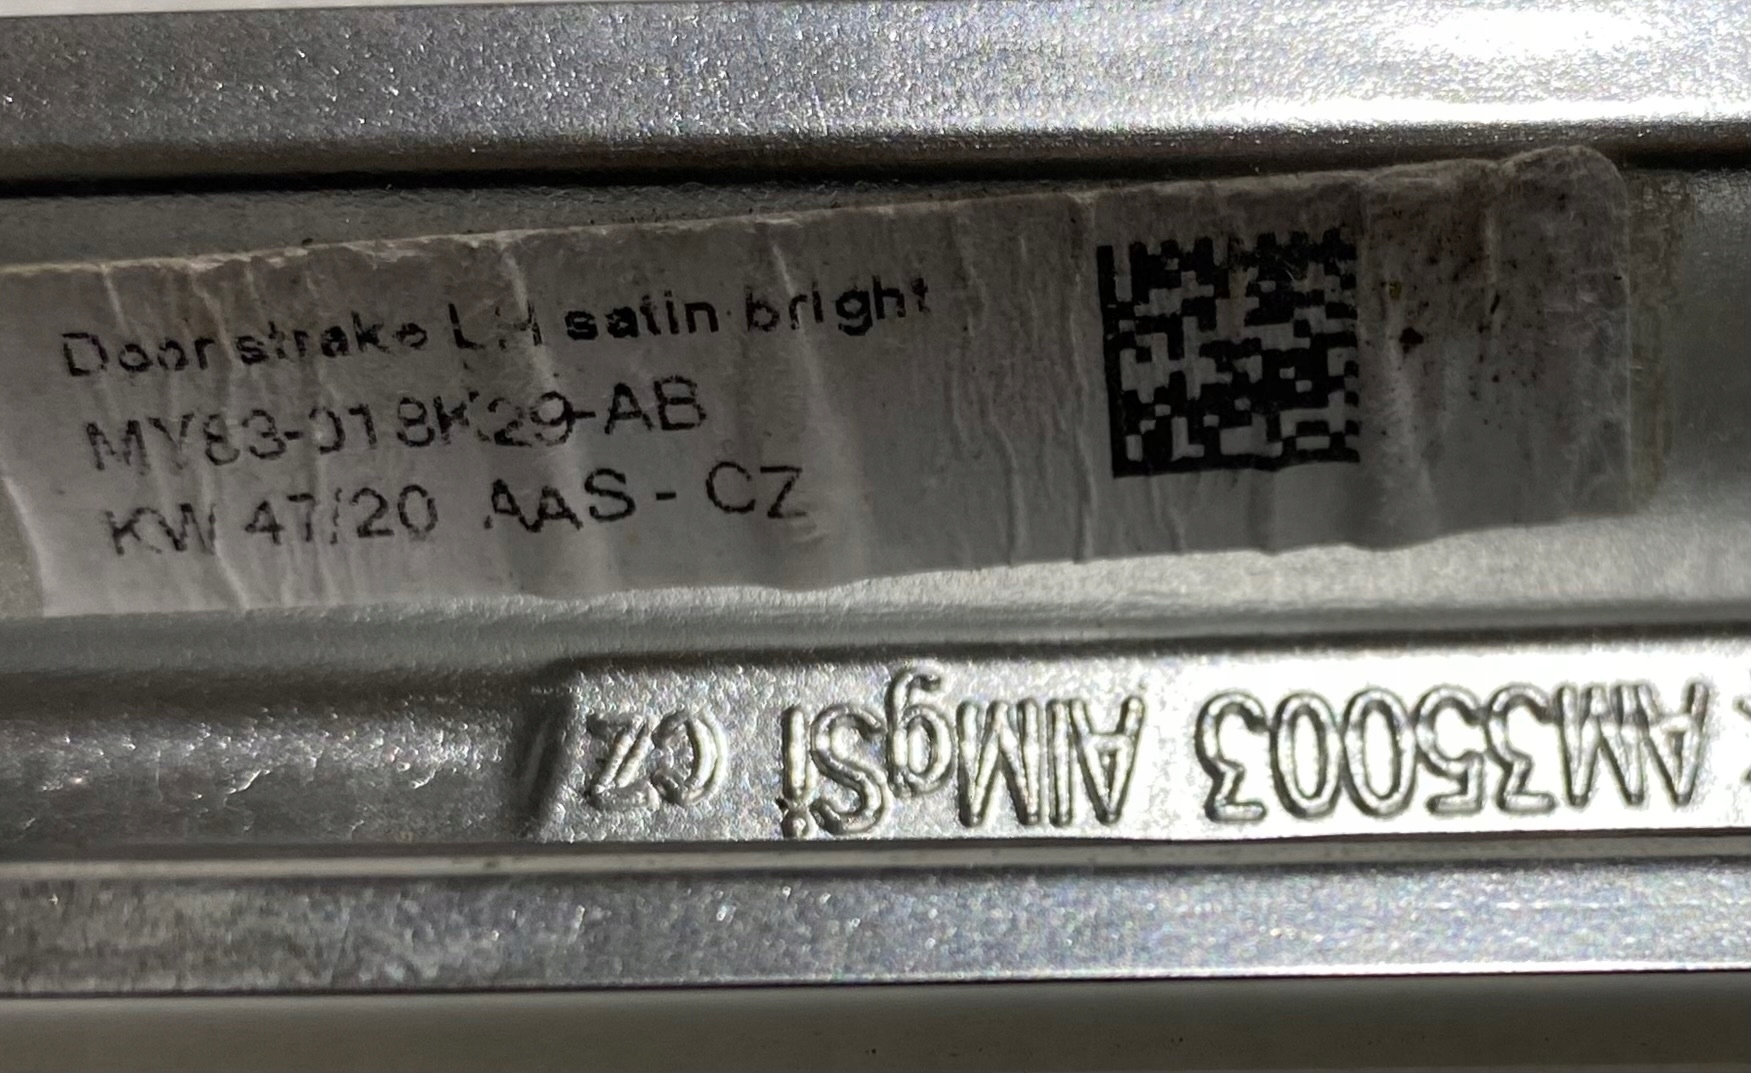 Door strake LH satin bright
MY83-018K29-AB
KW 47/20 AAS - CZ
AM35003 AlMgSi CZ